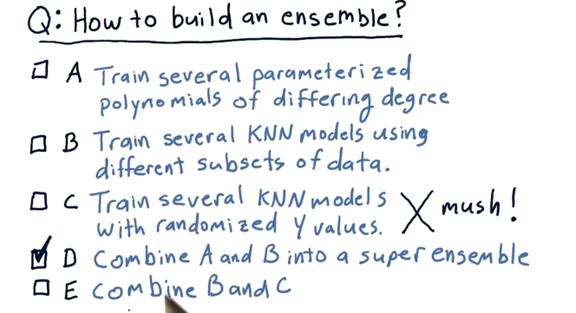 Q: How to build an ensemble?
A Train several parameterized
polynomials of differing degree
B Train several KNN models using
different subsets of data.
C Train several KNN models
with randomized Y values. X mush!
D Combine A and B into a super ensemble
E Combine B and C